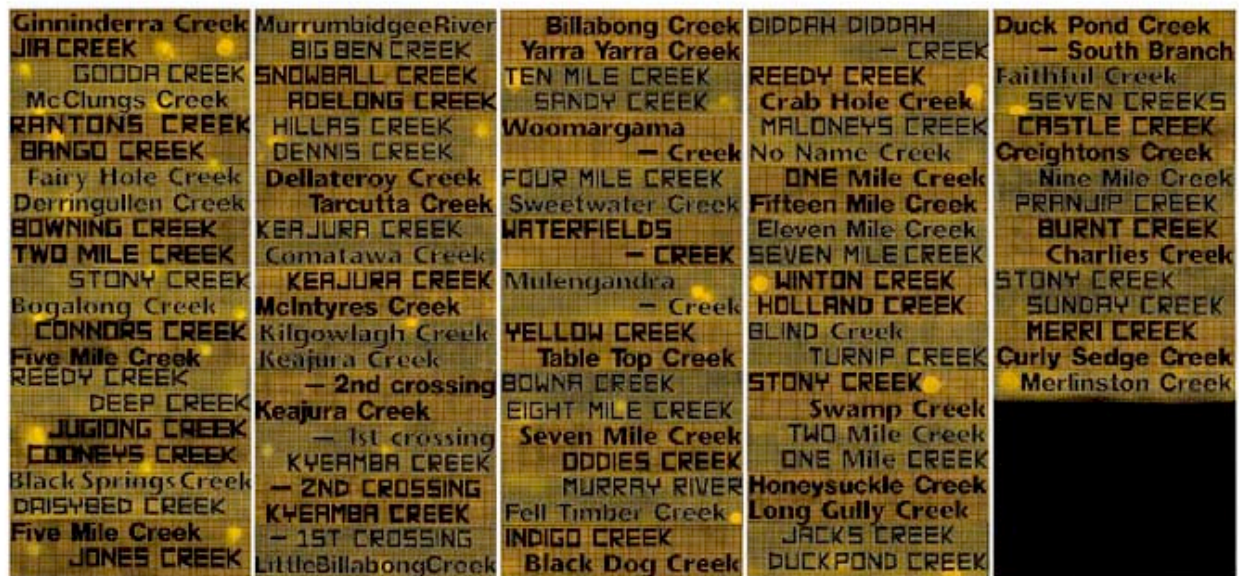 Ginninderra Creek
JIR CREEK
GOODA CREEK
McClungs Creek
RANTONS CREEK
BANGO CREEK
Fairy Hole Creek
Derringullen Creek
BOWNING CREEK
TWO MILE CREEK
STONY CREEK
Bogalong Creek
CONNORS CREEK
Five Mile Creek
REEDY CREEK
DEEP CREEK
JUGIONG CREEK
COONEYS CREEK
Black Springs Creek
DAISYBED CREEK
Five Mile Creek
JONES CREEK
Murrumbidgee River
BIG BEN CREEK
SNOWBALL CREEK
ADELONG CREEK
HILLAS CREEK
DENNIS CREEK
Dellateroy Creek
Tarcutta Creek
KEAJURA CREEK
Comatawa Creek
KEAJURA CREEK
McIntyres Creek
Kilgowlagh Creek
Keajura Creek
— 2nd crossing
Keajura Creek
— 1st crossing
KYEAMBA CREEK
— 2ND CROSSING
KYEAMBA CREEK
— 1ST CROSSING
LittleBillabongCreek
Billabong Creek
Yarra Yarra Creek
TEN MILE CREEK
SANDY CREEK
Woomargama
— Creek
FOUR MILE CREEK
Sweetwater Creek
WATERFIELDS
— CREEK
Mulengandra
— Creek
YELLOW CREEK
Table Top Creek
BOWNA CREEK
EIGHT MILE CREEK
Seven Mile Creek
ODDIES CREEK
MURRAY RIVER
Fell Timber Creek
INDIGO CREEK
Black Dog Creek
DIDDAH DIDDAH
— CREEK
REEDY CREEK
Crab Hole Creek
MALONEYS CREEK
No Name Creek
ONE Mile Creek
Fifteen Mile Creek
Eleven Mile Creek
SEVEN MILE CREEK
WINTON CREEK
HOLLAND CREEK
BLIND Creek
TURNIP CREEK
STONY CREEK
Swamp Creek
TWO Mile Creek
ONE Mile Creek
Honeysuckle Creek
Long Gully Creek
JACKS CREEK
DUCKPOND CREEK
Duck Pond Creek
— South Branch
Faithful Creek
SEVEN CREEKS
CASTLE CREEK
Creightons Creek
Nine Mile Creek
PRANJIP CREEK
BURNT CREEK
Charlies Creek
STONY CREEK
SUNDAY CREEK
MERRI CREEK
Curly Sedge Creek
Merlinston Creek